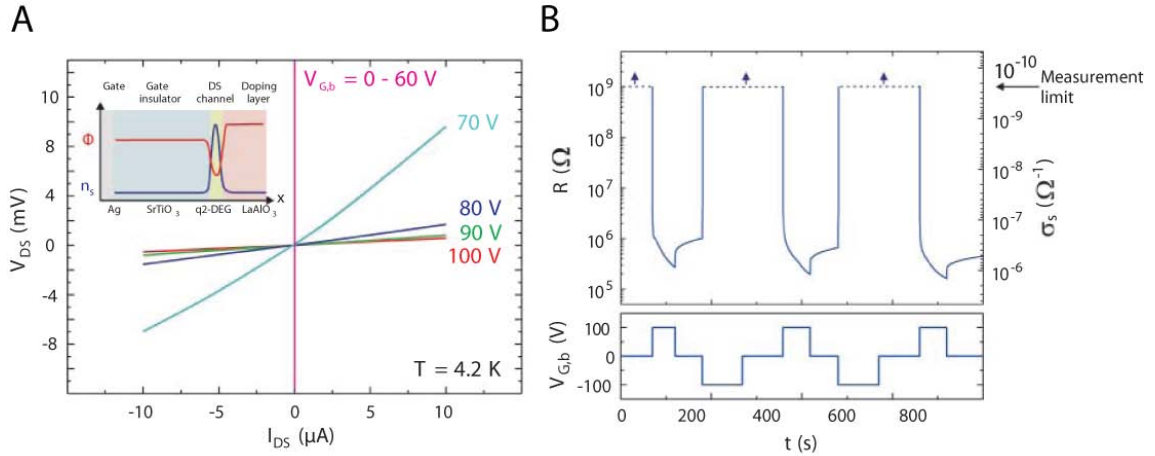 A
V_DS (mV)
10
8
4
0
-4
-8
-10
-5
0
5
10
I_DS (µA)
V_G,b = 0 - 60 V
70 V
80 V
90 V
100 V
T = 4.2 K
Gate Gate insulator DS channel Doping layer
Φ
n_s
x
Ag SrTiO3 q2-DEG LaAlO3
B
R (Ω)
10^9
10^8
10^7
10^6
10^5
10^-10
10^-9
10^-8
10^-7
10^-6
σ_s (Ω^-1)
Measurement
limit
V_G,b (V)
100
0
-100
0 200 400 600 800
t (s)